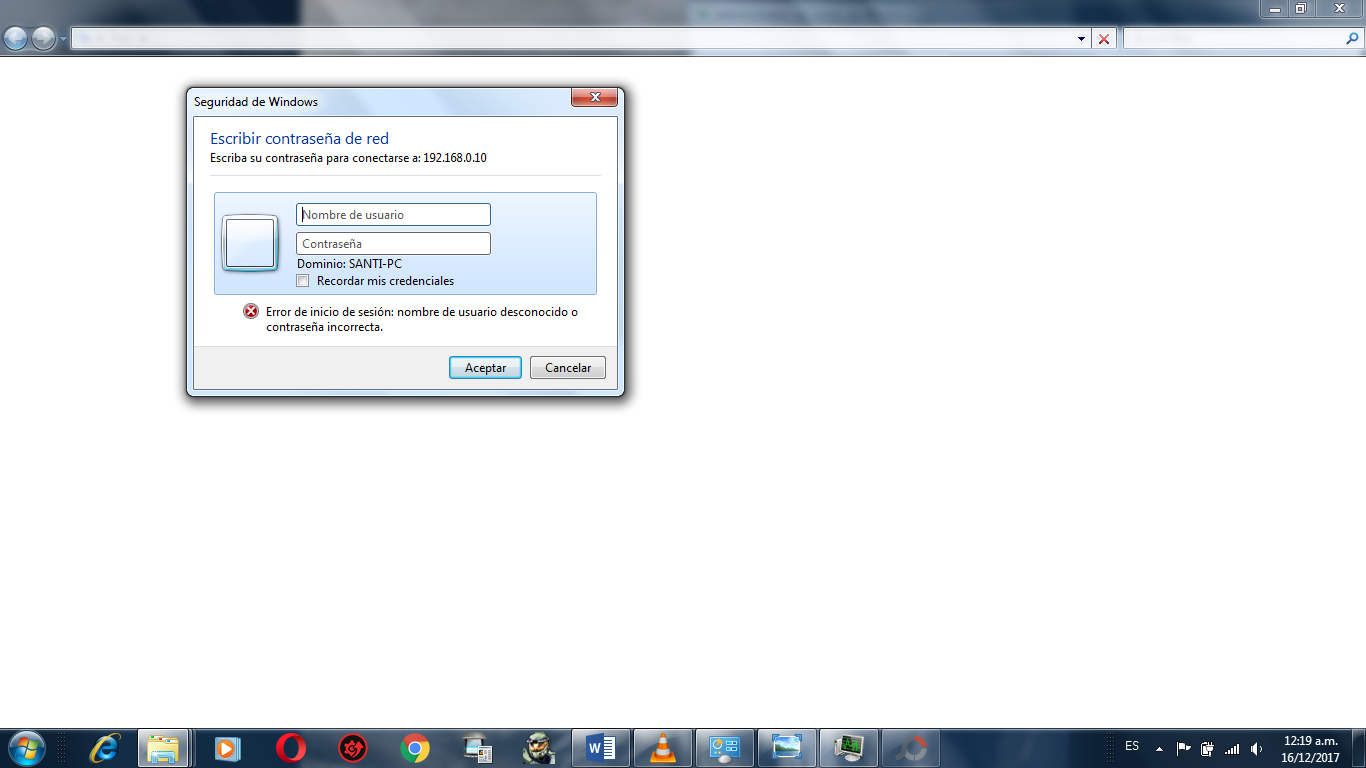 Seguridad de Windows
Escribir contraseña de red
Escriba su contraseña para conectarse a: 192.168.0.10
Nombre de usuario
Contraseña
Dominio: SANTI-PC
Recordar mis credenciales
Error de inicio de sesión: nombre de usuario desconocido o
contraseña incorrecta.
Aceptar
Cancelar
ES
12:19 a.m.
16/12/2017